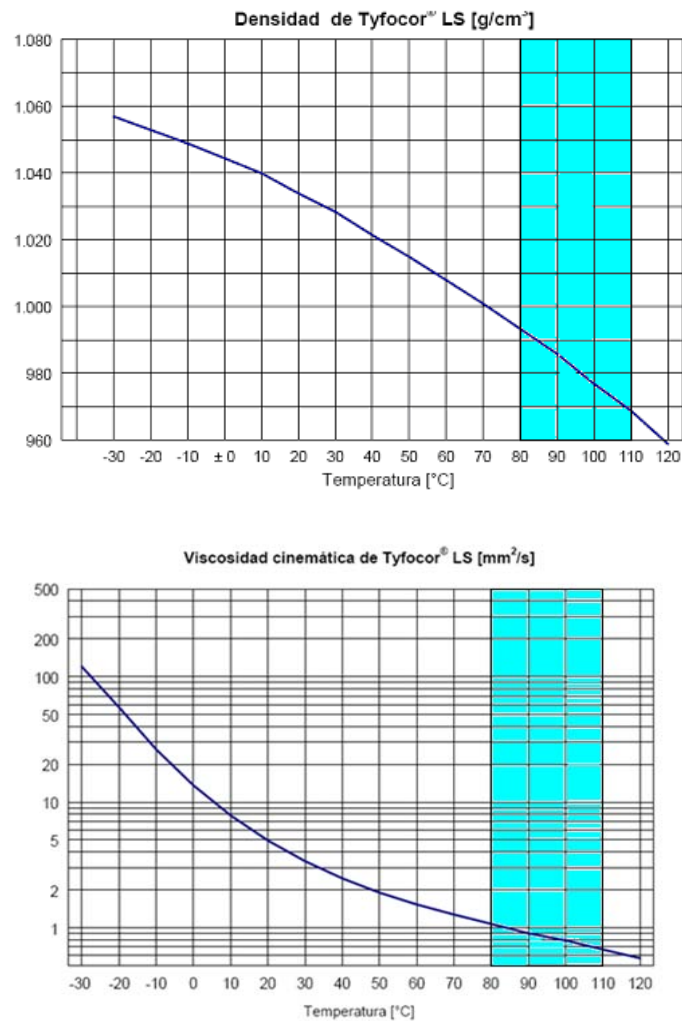 Densidad de Tyfocor® LS [g/cm³]
1.080
1.060
1.040
1.020
1.000
980
960
-30 -20 -10 ± 0 10 20 30 40 50 60 70 80 90 100 110 120
Temperatura [°C]
Viscosidad cinemática de Tyfocor® LS [mm²/s]
500
200
100
50
20
10
5
2
1
-30 -20 -10 0 10 20 30 40 50 60 70 80 90 100 110 120
Temperatura [°C]